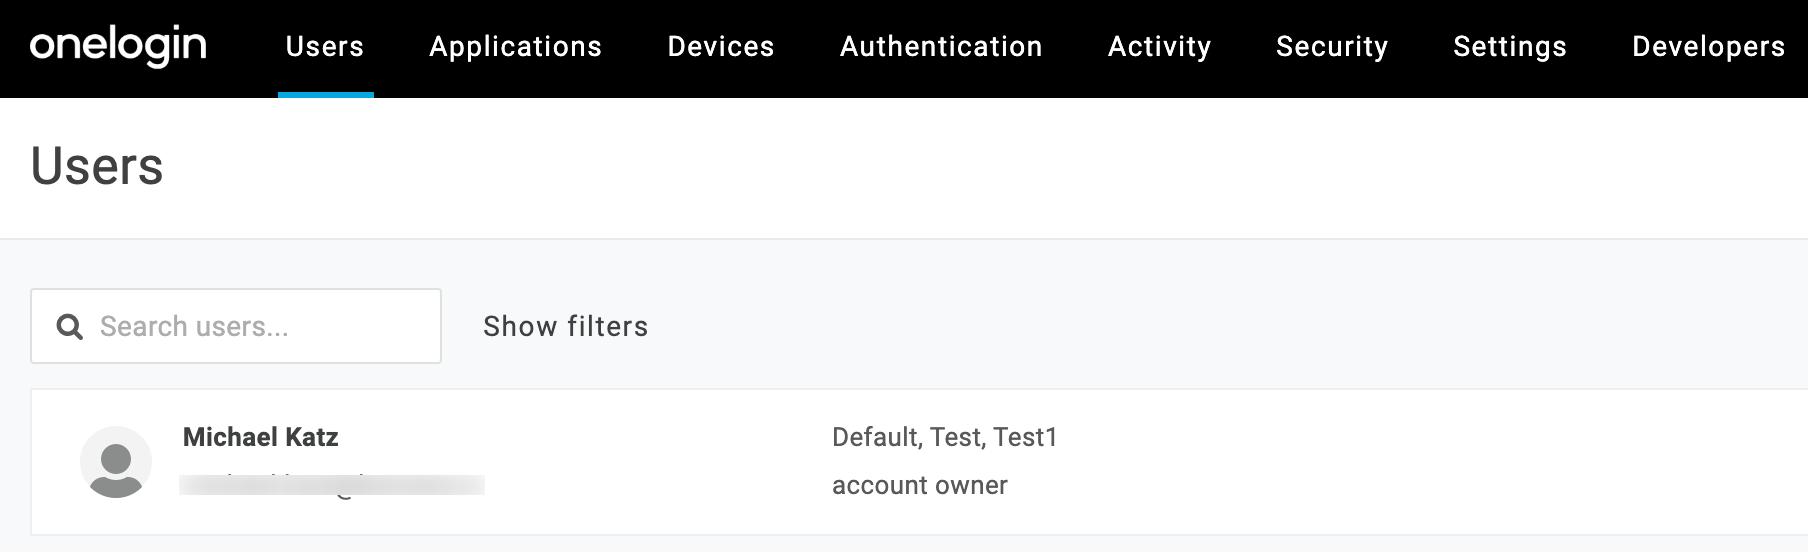 onelogin Users Applications Devices Authentication Activity Security Settings Developers
Users
Search users...
Show filters
Michael Katz
Default, Test, Test1
account owner